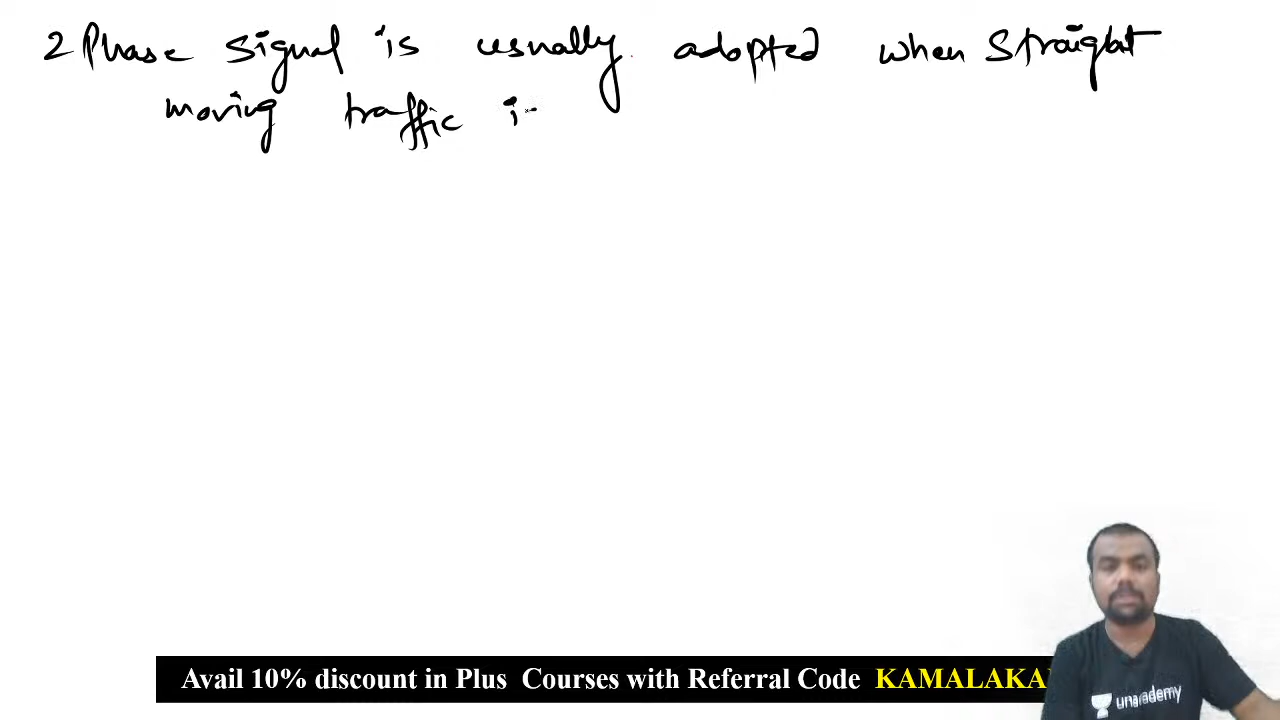 2 Phase signal is usually adopted when straight
moving traffic i
Avail 10% discount in Plus Courses with Referral Code KAMALAKA
unacademy